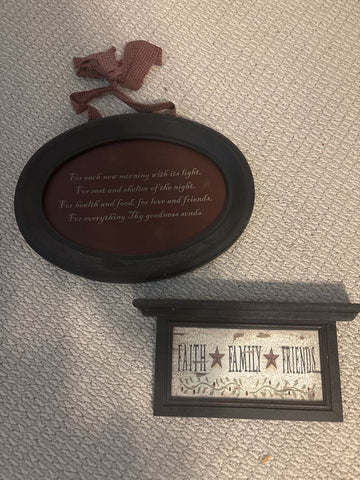 For each new morning with its light,
For rest and shelter of the night,
For health and food, for love and friends,
For everything Thy goodness sends.
FAITH ★ FAMILY ★ FRIENDS